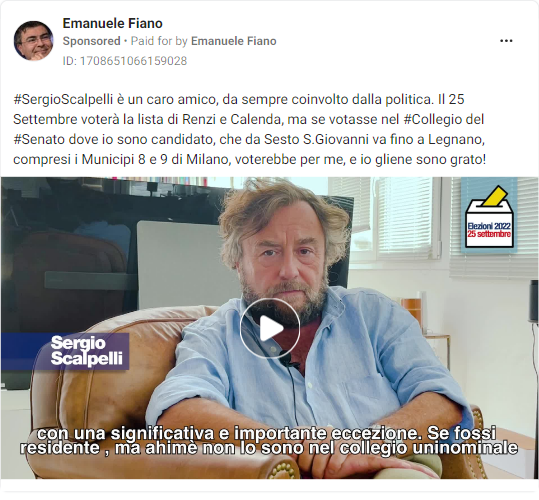 Emanuele Fiano
Sponsored • Paid for by Emanuele Fiano
ID: 1708651066159028
#SergioScalpelli è un caro amico, da sempre coinvolto dalla politica. Il 25
Settembre voterà la lista di Renzi e Calenda, ma se votasse nel #Collegio del
#Senato dove io sono candidato, che da Sesto S.Giovanni va fino a Legnano,
compresi i Municipi 8 e 9 di Milano, voterebbe per me, e io gliene sono grato!
Elezioni 2022
25 settembre
Sergio
Scalpelli
con una significativa e importante eccezione. Se fossi
residente , ma ahimè non lo sono nel collegio uninominale